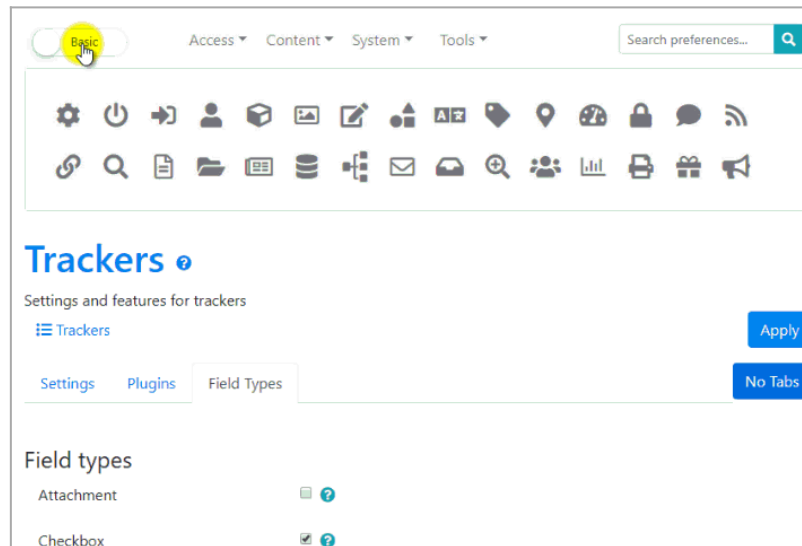 Basic Access Content System Tools Search preferences...
Trackers
Settings and features for trackers
Trackers
Apply
Settings Plugins Field Types No Tabs
Field types
Attachment
Checkbox